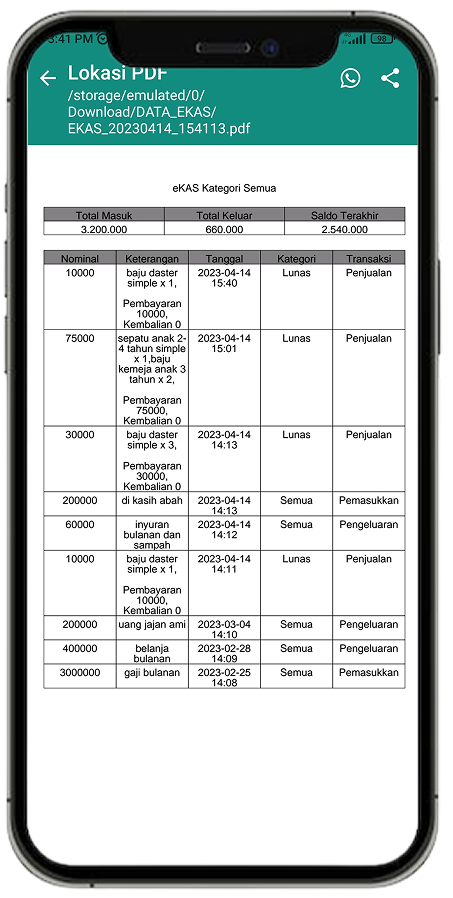 3:41 PM
98
Lokasi PDF
/storage/emulated/0/
Download/DATA_EKAS/
EKAS_20230414_154113.pdf
eKAS Kategori Semua
Total Masuk Total Keluar Saldo Terakhir
3.200.000 660.000 2.540.000
Nominal Keterangan Tanggal Kategori Transaksi
10000 baju daster 2023-04-14 Lunas Penjualan
simple x 1, 15:40
Pembayaran
10000,
Kembalian 0
75000 sepatu anak 2- 2023-04-14 Lunas Penjualan
4 tahun simple 15:01
x 1,baju
kemeja anak 3
tahun x 2,
Pembayaran
75000,
Kembalian 0
30000 baju daster 2023-04-14 Lunas Penjualan
simple x 3, 14:13
Pembayaran
30000,
Kembalian 0
200000 di kasih abah 2023-04-14 Semua Pemasukkan
14:13
60000 inyuran 2023-04-14 Semua Pengeluaran
bulanan dan 14:12
sampah
10000 baju daster 2023-04-14 Lunas Penjualan
simple x 1, 14:11
Pembayaran
10000,
Kembalian 0
200000 uang jajan ami 2023-03-04 Semua Pengeluaran
14:10
400000 belanja 2023-02-28 Semua Pengeluaran
bulanan 14:09
3000000 gaji bulanan 2023-02-25 Semua Pemasukkan
14:08